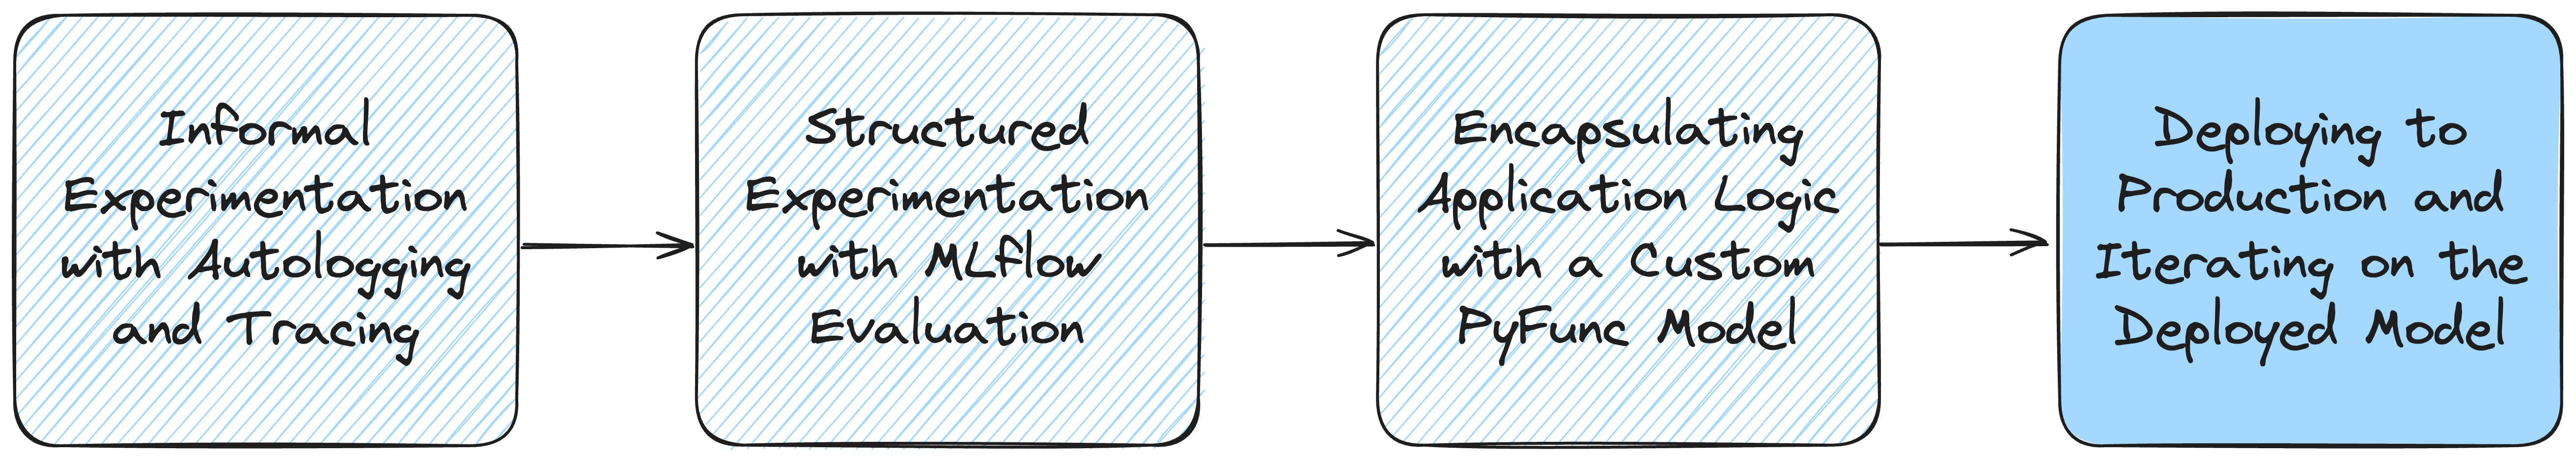 Informal
Experimentation
with Autologging
and Tracing
Structured
Experimentation
with MLflow
Evaluation
Encapsulating
Application Logic
with a Custom
PyFunc Model
Deploying to
Production and
Iterating on the
Deployed Model